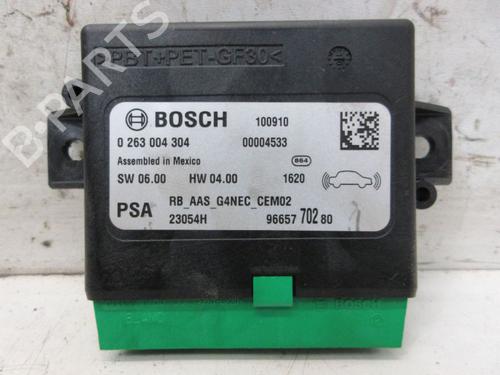 >PBT+PET-GF30<
B-PARTS
BOSCH 100910
0 263 004 304 00004533
Assembled in Mexico 864
SW 06.00 HW 04.00 1620
RB_AAS_G4NEC_CEM02
PSA 23054H 96657 702 80
BOSCH